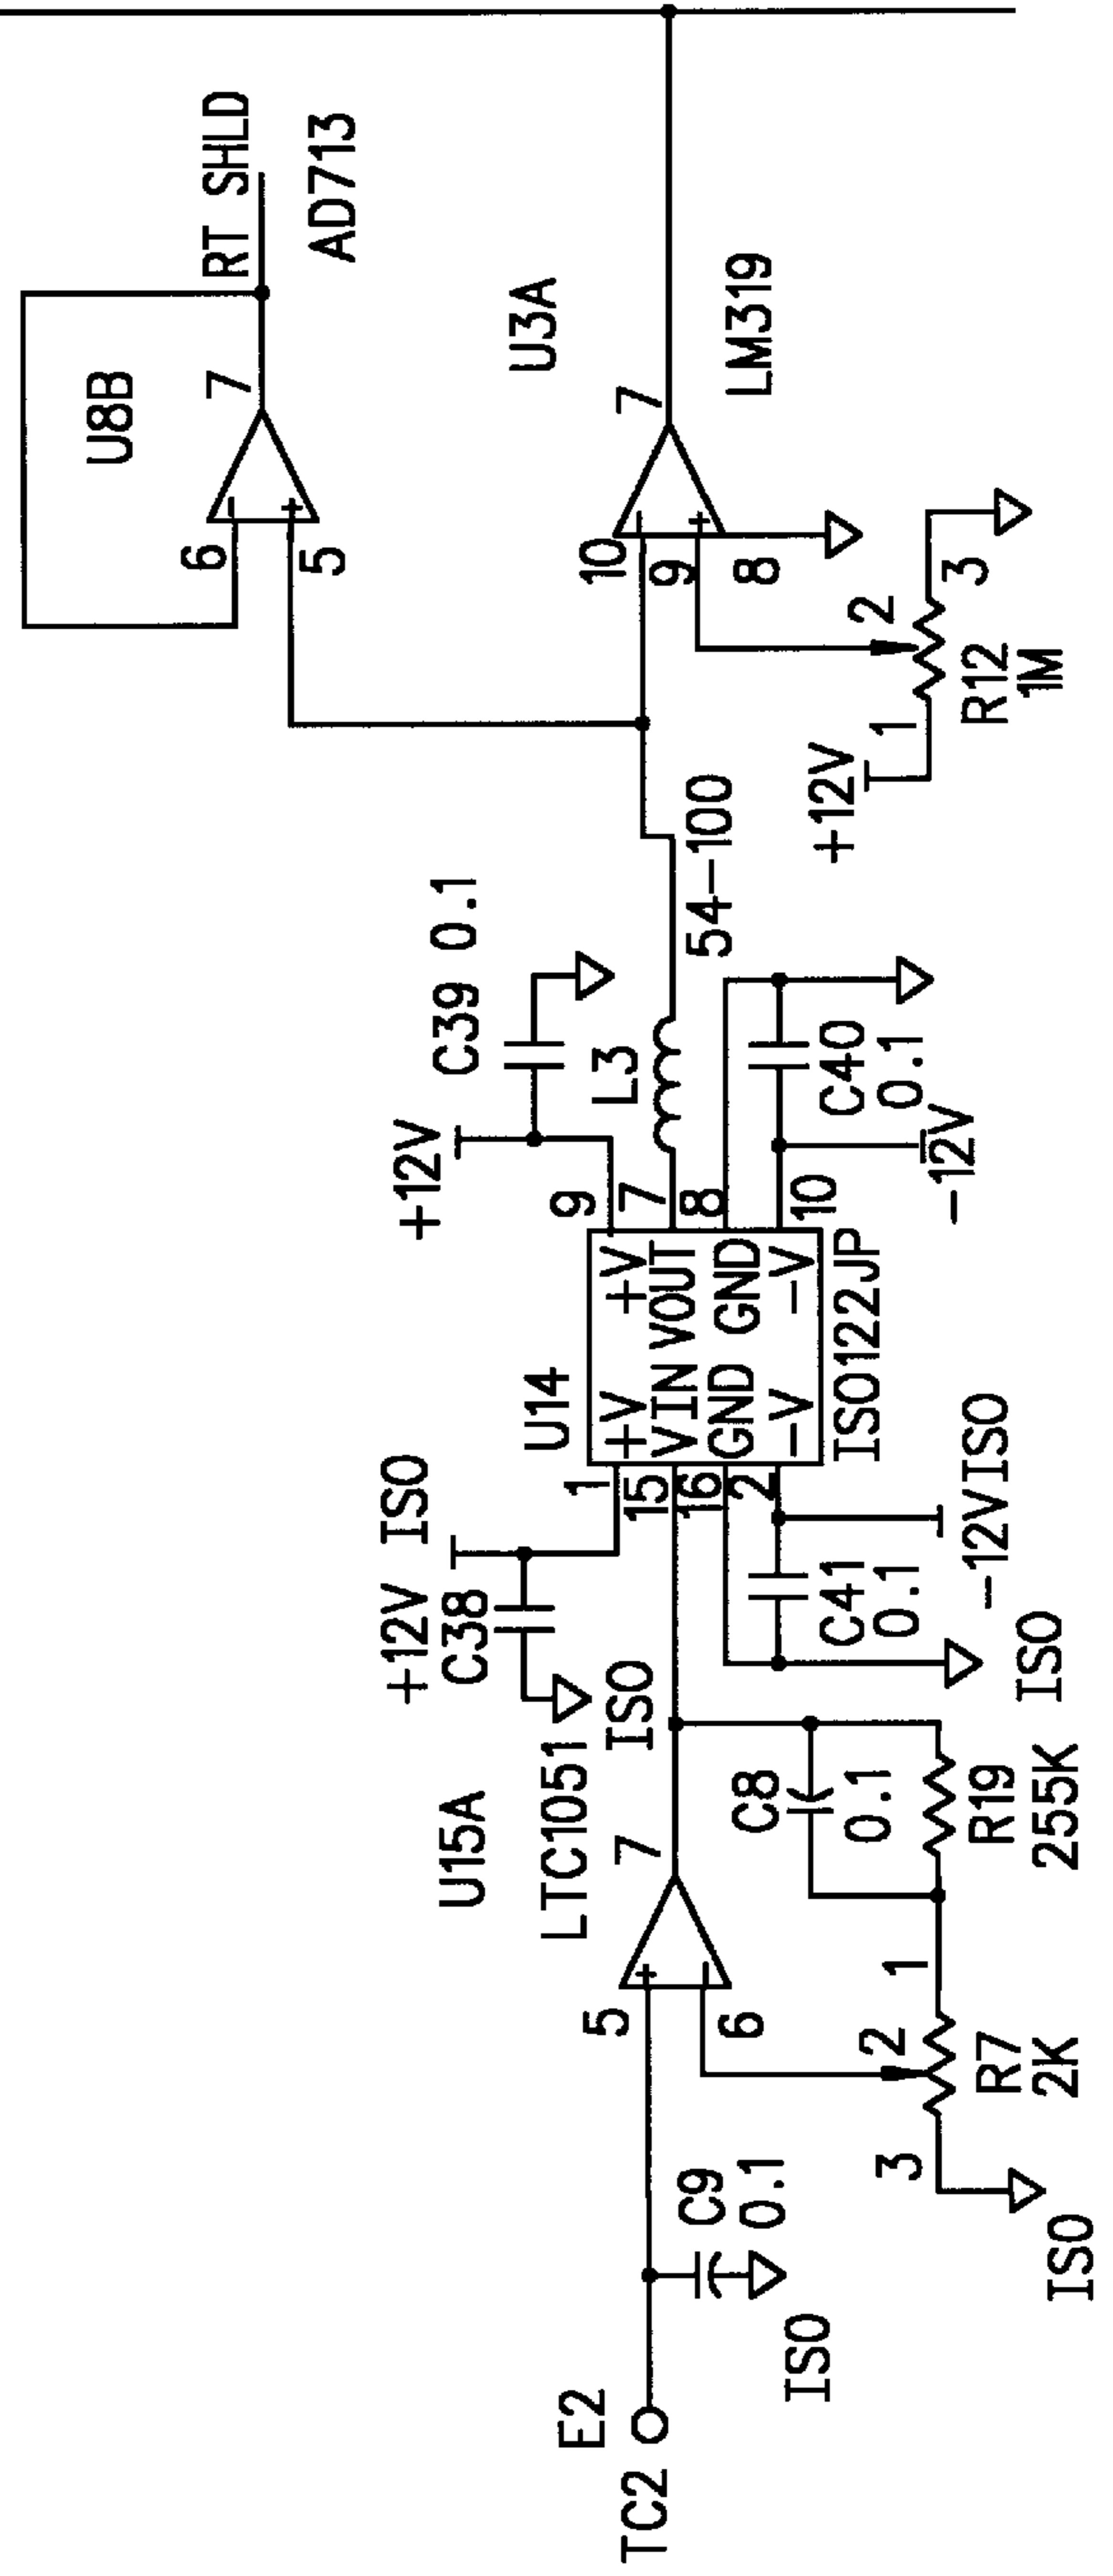 RT SHLD
U8B
7
6
5
AD713
U3A
7
10
9
8
LM319
2
1
3
+12V
R12
1M
C39 0.1
+12V
L3
54-100
9
7
8
10
C40
0.1
-12V
U14
+V +V
VIN VOUT
GND GND
-V -V
ISO122JP
+12V ISO
C38
ISO
1
15
16
2
C41
0.1
-12VISO
ISO
U15A
LTC1051
7
5
6
C8
0.1
R19
255K
1
2
3
R7
2K
ISO
C9
0.1
ISO
E2
TC2